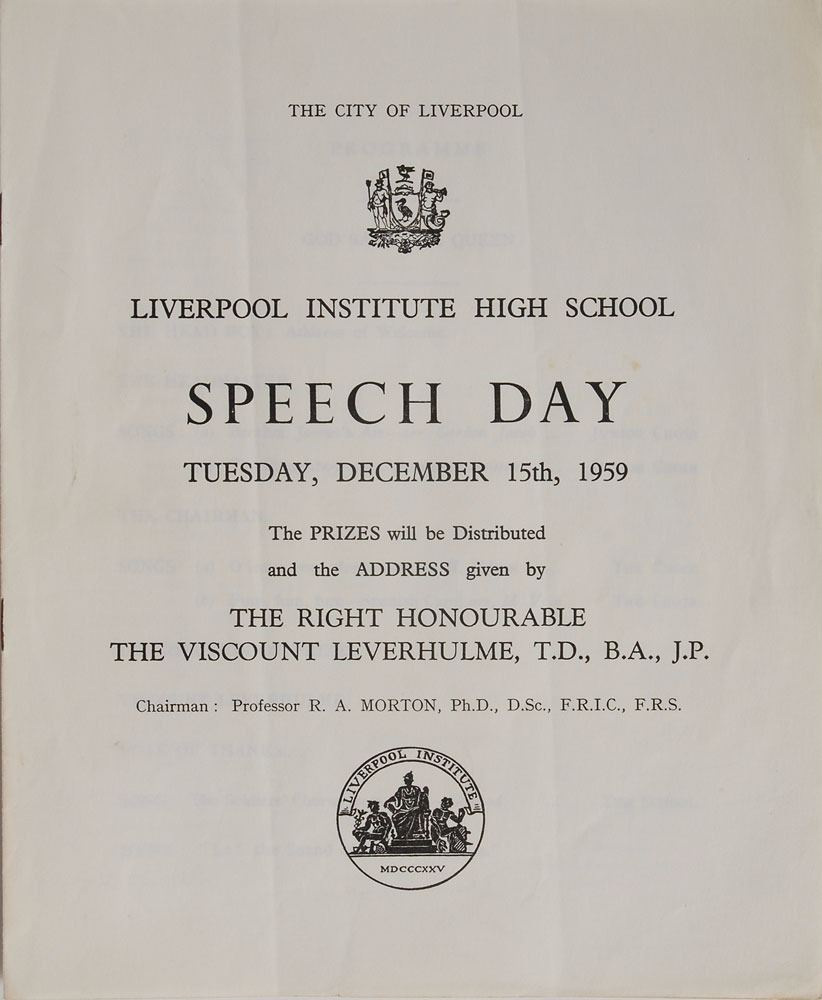 THE CITY OF LIVERPOOL
LIVERPOOL INSTITUTE HIGH SCHOOL
SPEECH DAY
TUESDAY, DECEMBER 15th, 1959
The PRIZES will be Distributed
and the ADDRESS given by
THE RIGHT HONOURABLE
THE VISCOUNT LEVERHULME, T.D., B.A., J.P.
Chairman : Professor R. A. MORTON, Ph.D., D.Sc., F.R.I.C., F.R.S.
LIVERPOOL INSTITUTE
MDCCCXXV